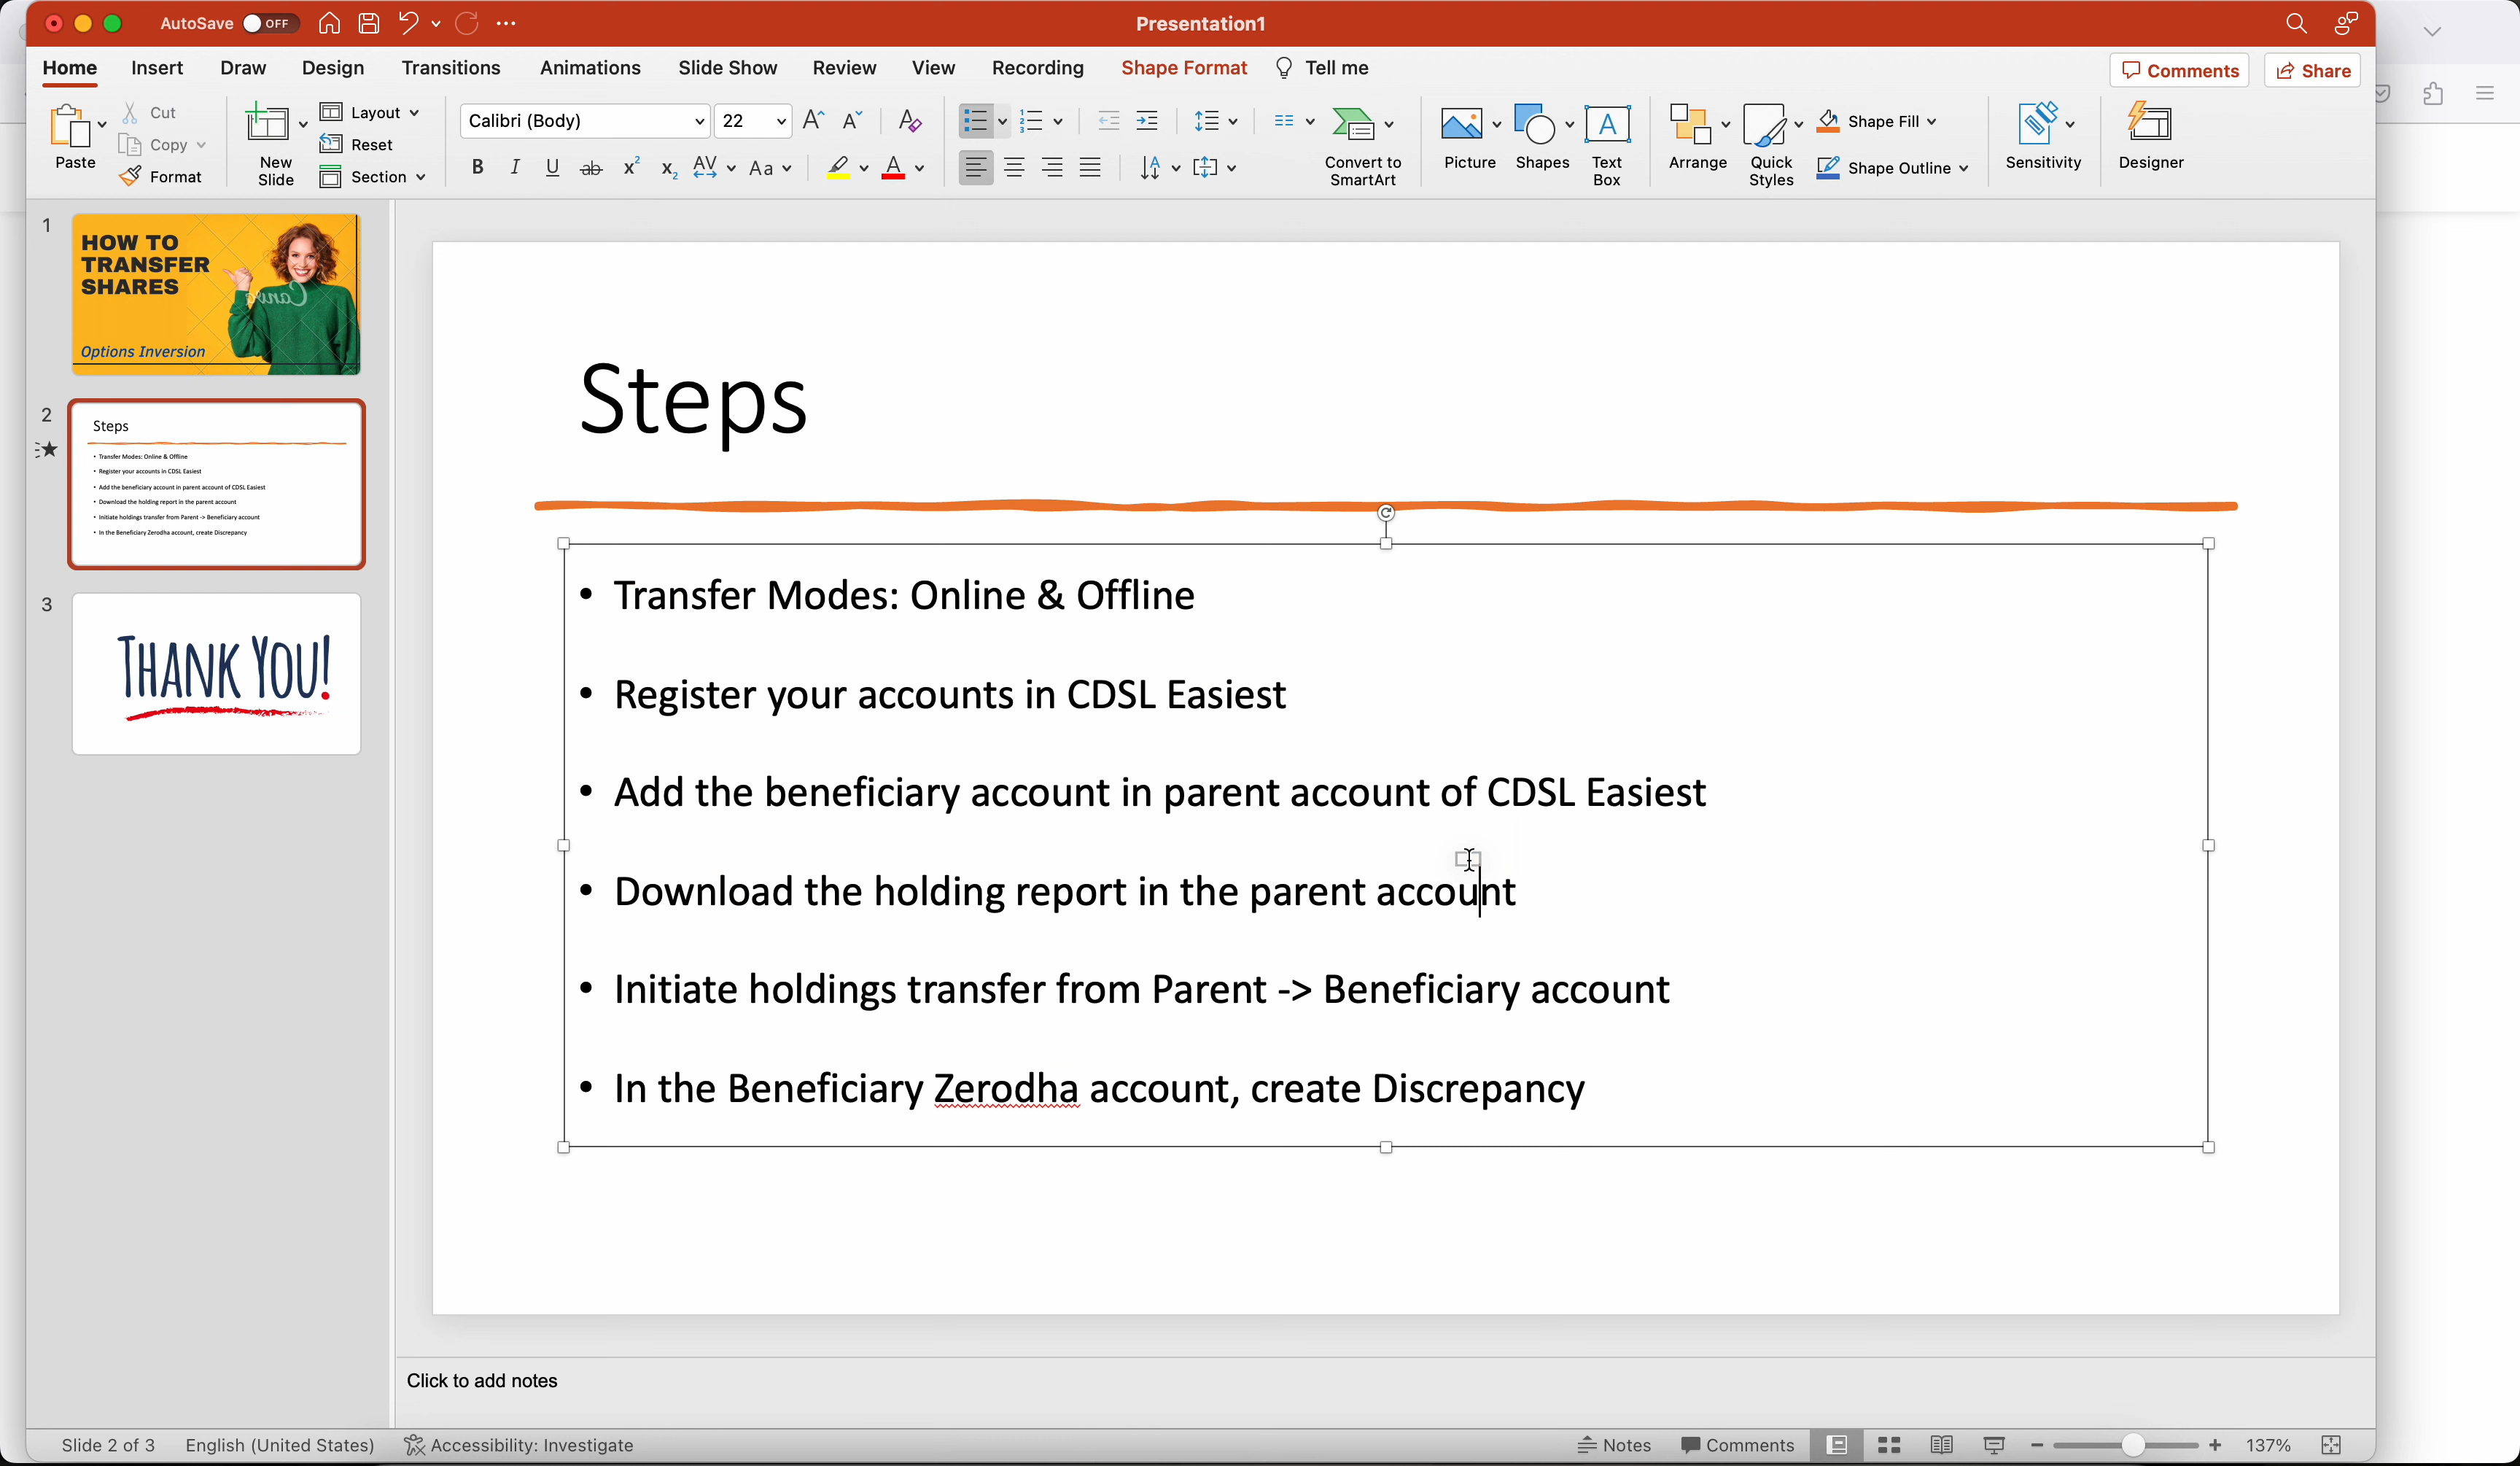 AutoSave OFF
Presentation1
Home Insert Draw Design Transitions Animations Slide Show Review View Recording Shape Format Tell me
Comments Share
Paste
Cut
Copy
Format
New Slide
Layout
Reset
Section
Calibri (Body) 22
Convert to SmartArt
Picture
Shapes
Text Box
Arrange
Quick Styles
Shape Fill
Shape Outline
Sensitivity
Designer
1
HOW TO
TRANSFER
SHARES
Canva
Options Inversion
2
Steps
• Transfer Modes: Online & Offline
• Register your accounts in CDSL Easiest
• Add the beneficiary account in parent account of CDSL Easiest
• Download the holding report in the parent account
• Initiate holdings transfer from Parent -> Beneficiary account
• In the Beneficiary Zerodha account, create Discrepancy
3
THANK YOU!
Steps
• Transfer Modes: Online & Offline
• Register your accounts in CDSL Easiest
• Add the beneficiary account in parent account of CDSL Easiest
• Download the holding report in the parent account
• Initiate holdings transfer from Parent -> Beneficiary account
• In the Beneficiary Zerodha account, create Discrepancy
Click to add notes
Slide 2 of 3 English (United States) Accessibility: Investigate Notes Comments 137%